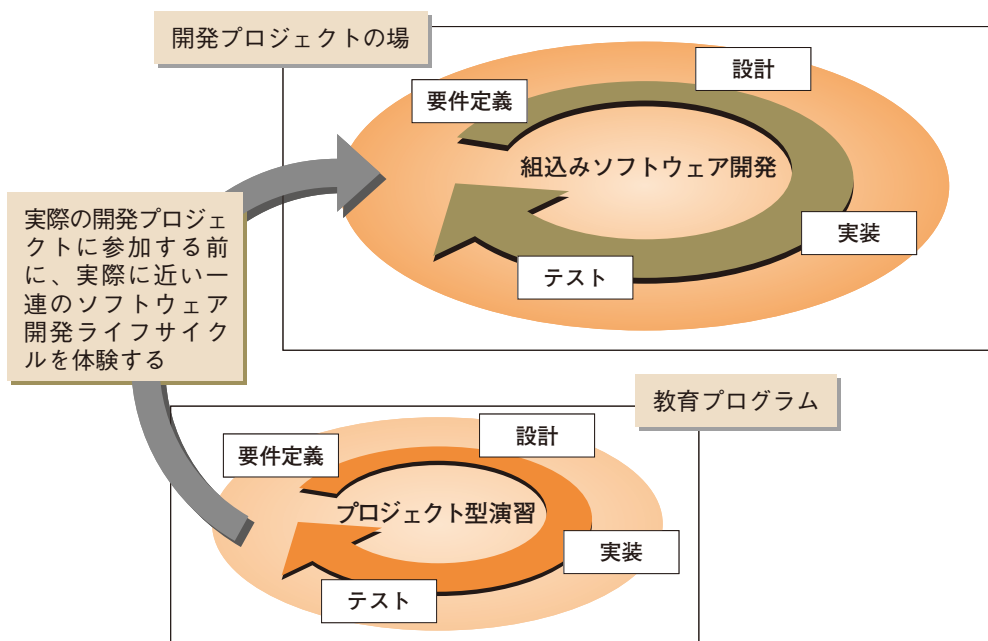 開発プロジェクトの場
設計
要件定義
組込みソフトウェア開発
実装
テスト
実際の開発プロジェ
クトに参加する前
に、実際に近い一
連のソフトウェア
開発ライフサイク
ルを体験する
教育プログラム
設計
要件定義
プロジェクト型演習
実装
テスト